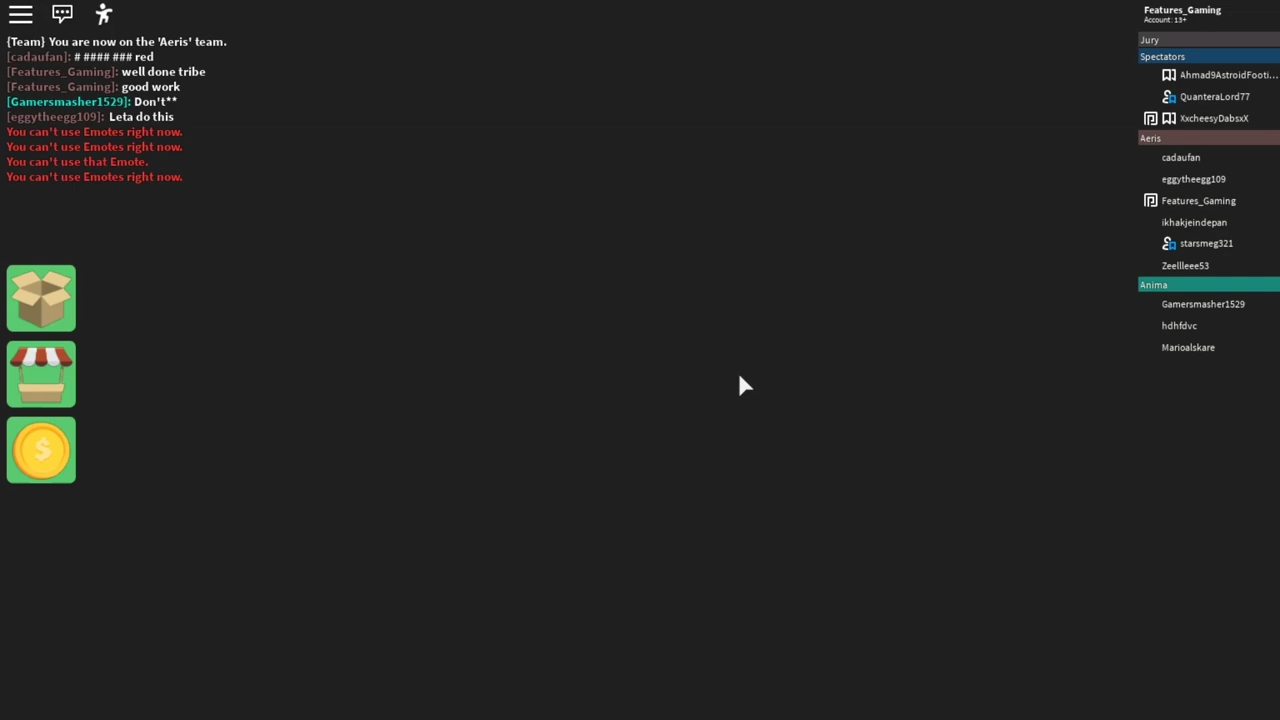 {Team} You are now on the 'Aeris' team.
[cadaufan]: # #### ### red
[Features_Gaming]: well done tribe
[Features_Gaming]: good work
[Gamersmasher1529]: Don't**
[eggytheegg109]: Leta do this
You can't use Emotes right now.
You can't use Emotes right now.
You can't use that Emote.
You can't use Emotes right now.
Features_Gaming
Account: 13+
Jury
Spectators
Ahmad9AstroidFooti...
QuanteraLord77
XxcheesyDabsxX
Aeris
cadaufan
eggytheegg109
Features_Gaming
ikhakjeindepan
starsmeg321
Zeellleee53
Anima
Gamersmasher1529
hdhfdvc
Marioalskare